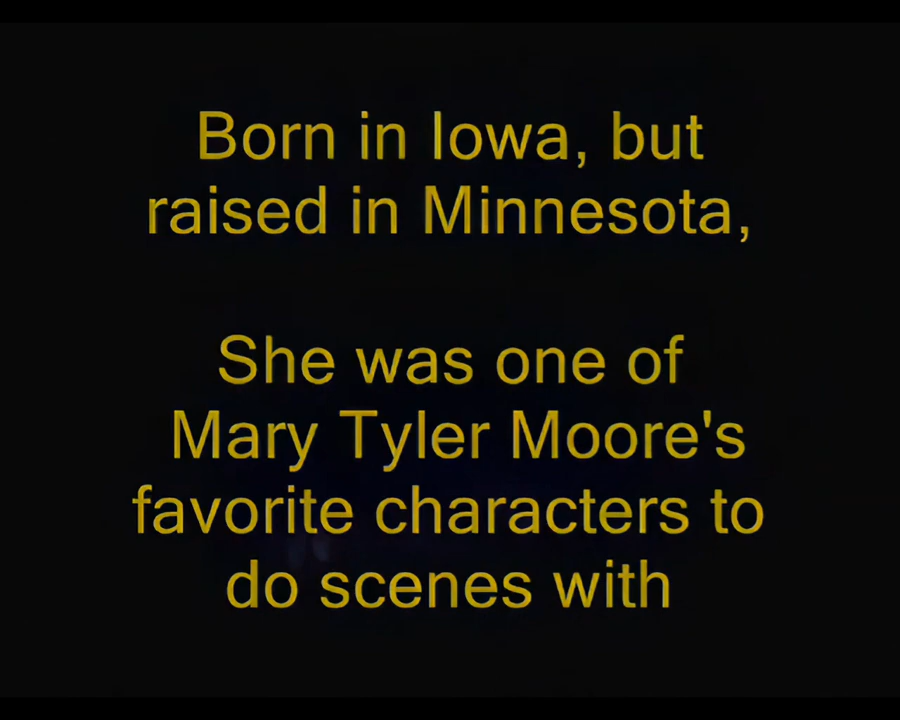 Born in Iowa, but
raised in Minnesota,
She was one of
Mary Tyler Moore's
favorite characters to
do scenes with